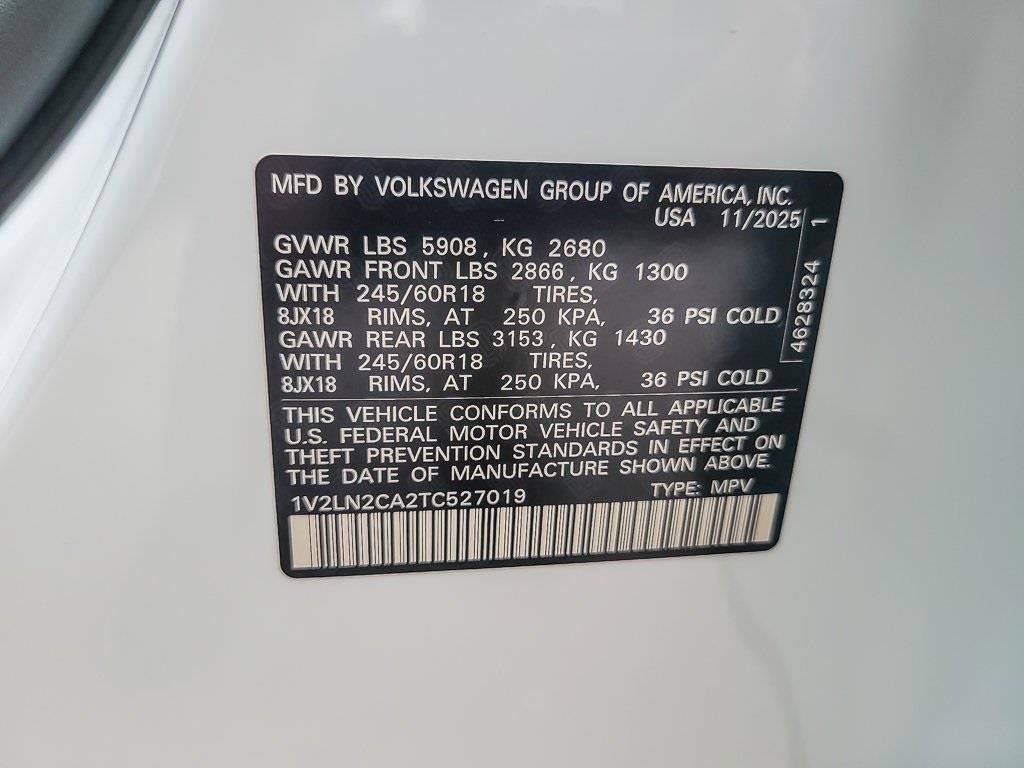 MFD BY VOLKSWAGEN GROUP OF AMERICA, INC.
USA 11/2025
GVWR LBS 5908, KG 2680
GAWR FRONT LBS 2866, KG 1300
WITH 245/60R18 TIRES,
8JX18 RIMS, AT 250 KPA, 36 PSI COLD
GAWR REAR LBS 3153, KG 1430
WITH 245/60R18 TIRES,
8JX18 RIMS, AT 250 KPA, 36 PSI COLD
4628324 1
THIS VEHICLE CONFORMS TO ALL APPLICABLE
U.S. FEDERAL MOTOR VEHICLE SAFETY AND
THEFT PREVENTION STANDARDS IN EFFECT ON
THE DATE OF MANUFACTURE SHOWN ABOVE.
1V2LN2CA2TC527019 TYPE: MPV